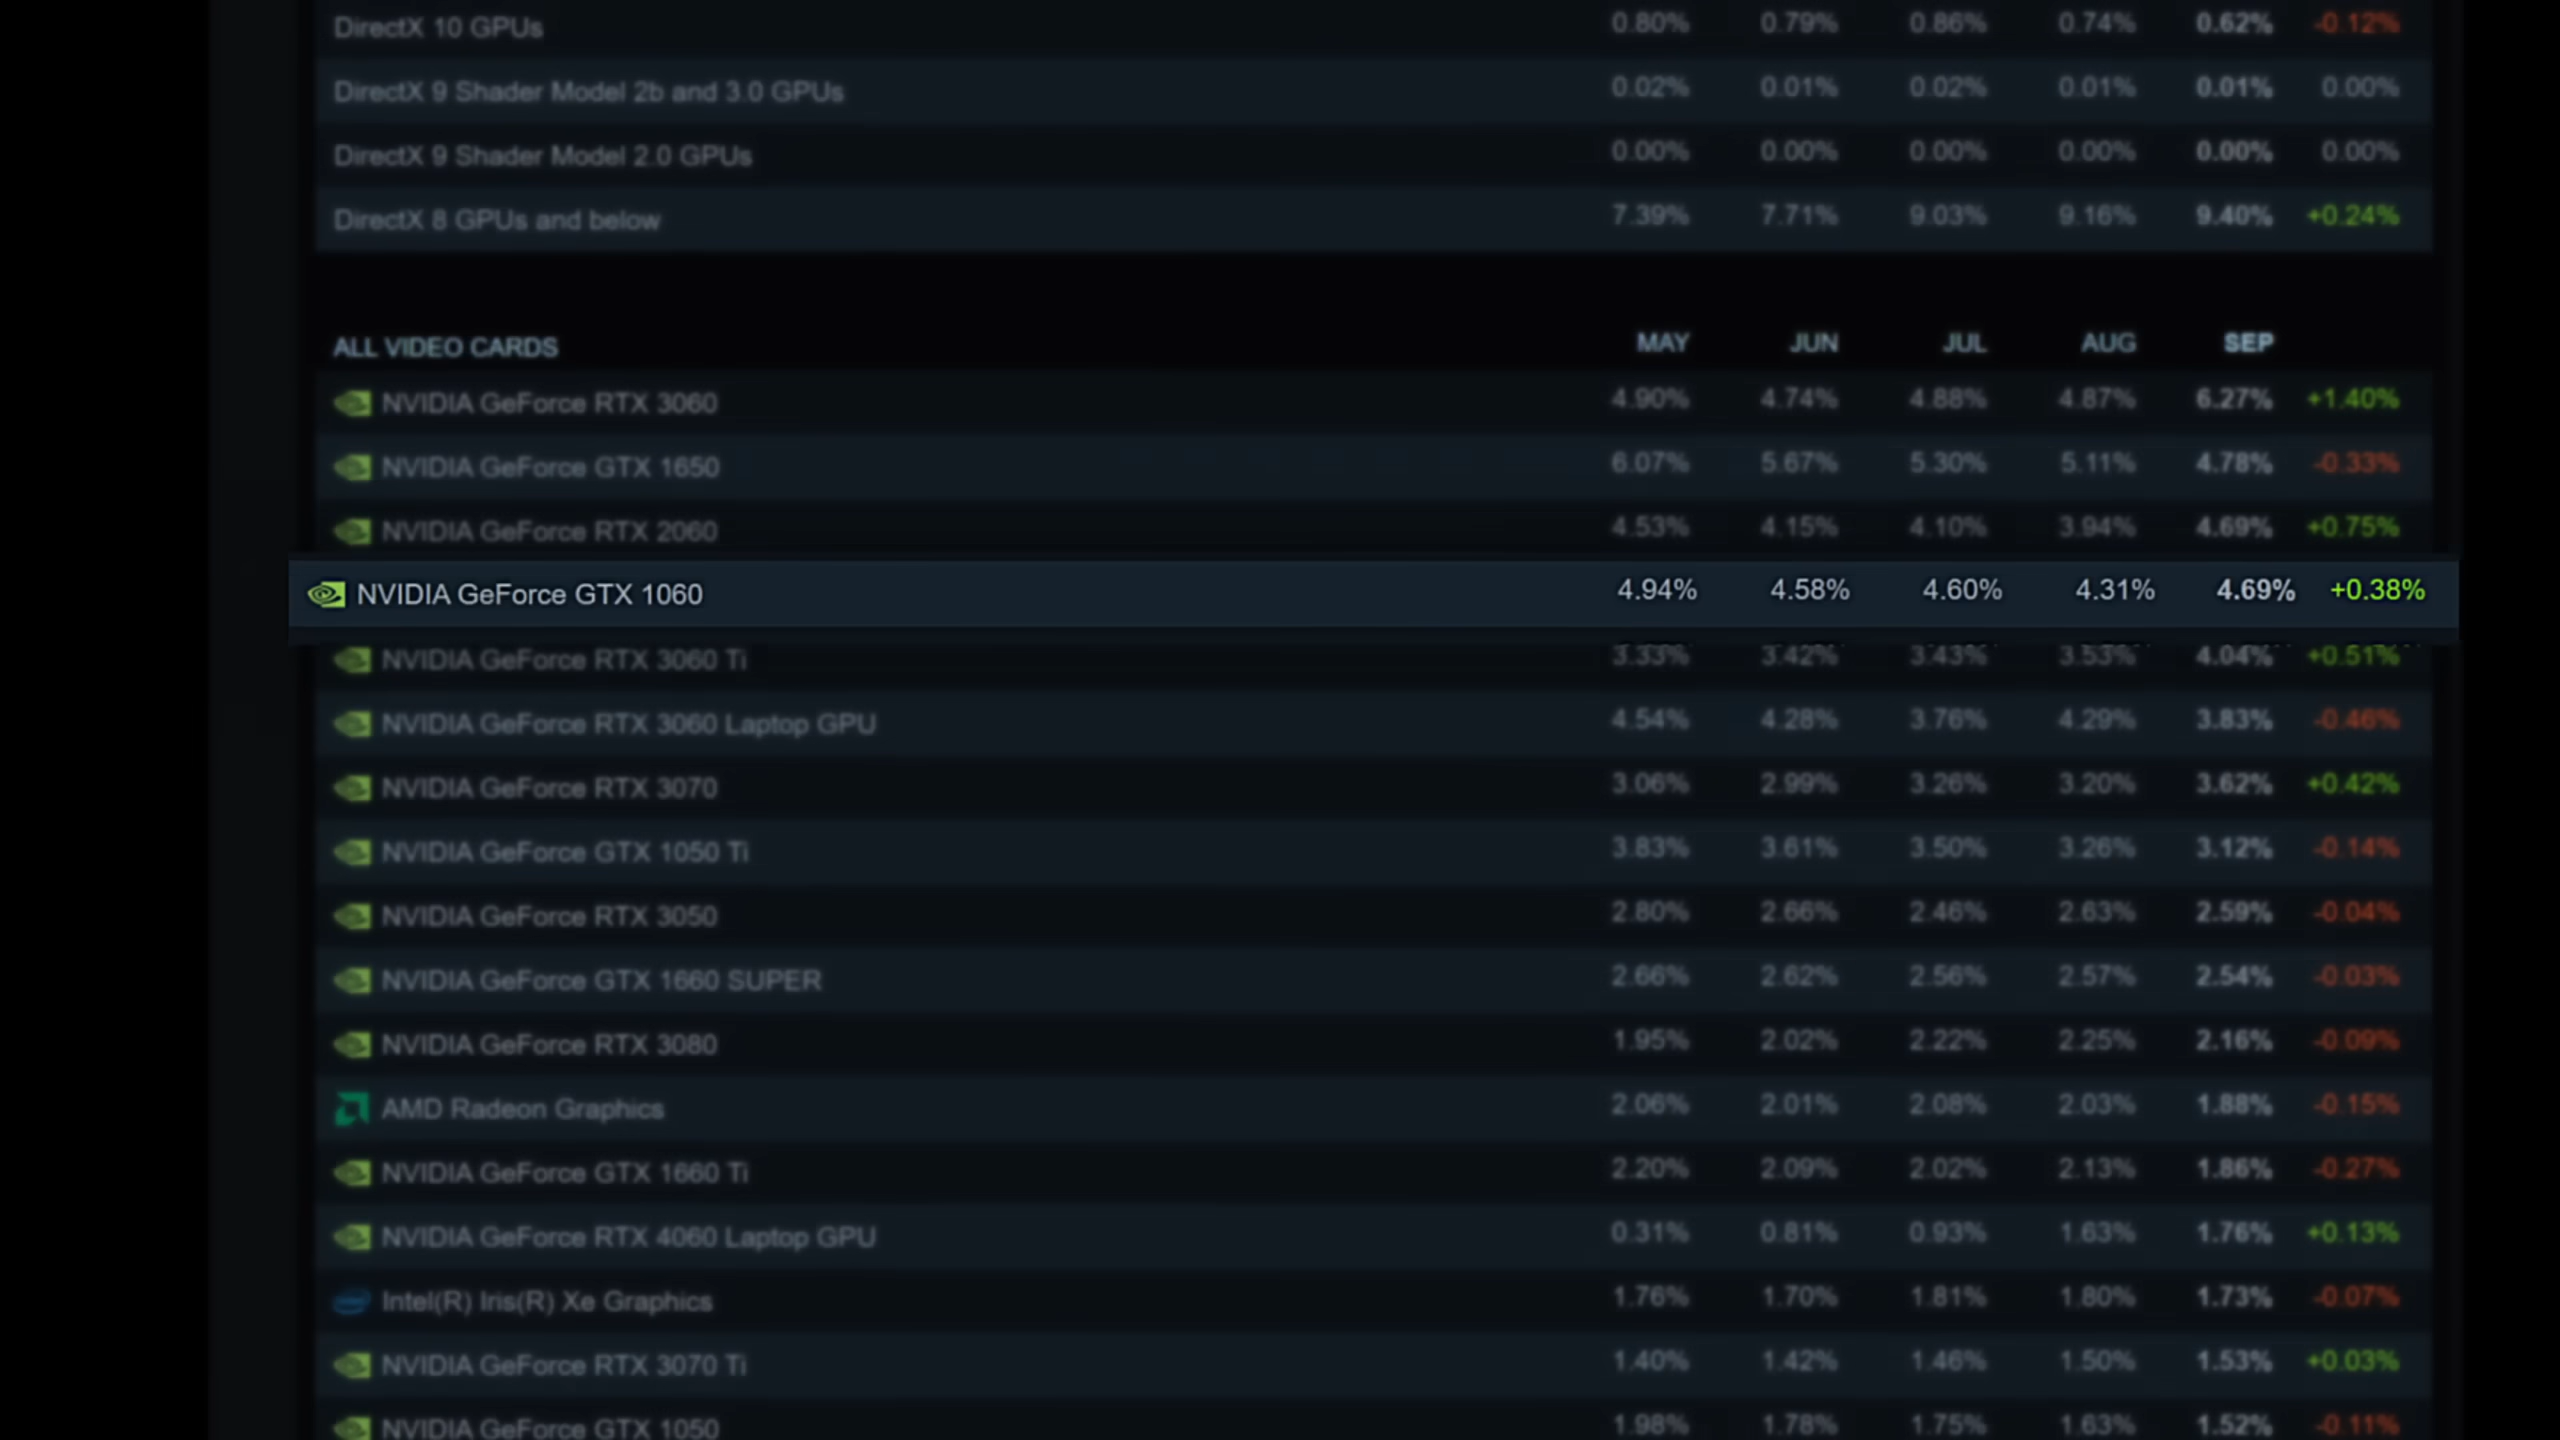 DirectX 10 GPUs 0.80% 0.79% 0.86% 0.74% 0.62% -0.12%
DirectX 9 Shader Model 2b and 3.0 GPUs 0.02% 0.01% 0.02% 0.01% 0.01% 0.00%
DirectX 9 Shader Model 2.0 GPUs 0.00% 0.00% 0.00% 0.00% 0.00% 0.00%
DirectX 8 GPUs and below 7.39% 7.71% 9.03% 9.16% 9.40% +0.24%
ALL VIDEO CARDS MAY JUN JUL AUG SEP
NVIDIA GeForce RTX 3060 4.90% 4.74% 4.88% 4.87% 6.27% +1.40%
NVIDIA GeForce GTX 1650 6.07% 5.67% 5.30% 5.11% 4.78% -0.33%
NVIDIA GeForce RTX 2060 4.53% 4.15% 4.10% 3.94% 4.69% +0.75%
NVIDIA GeForce GTX 1060 4.94% 4.58% 4.60% 4.31% 4.69% +0.38%
NVIDIA GeForce RTX 3060 Ti 3.33% 3.42% 3.43% 3.53% 4.04% +0.51%
NVIDIA GeForce RTX 3060 Laptop GPU 4.54% 4.28% 3.76% 4.29% 3.83% -0.46%
NVIDIA GeForce RTX 3070 3.06% 2.99% 3.26% 3.20% 3.62% +0.42%
NVIDIA GeForce GTX 1050 Ti 3.83% 3.61% 3.50% 3.26% 3.12% -0.14%
NVIDIA GeForce RTX 3050 2.80% 2.66% 2.46% 2.63% 2.59% -0.04%
NVIDIA GeForce GTX 1660 SUPER 2.66% 2.62% 2.56% 2.57% 2.54% -0.03%
NVIDIA GeForce RTX 3080 1.95% 2.02% 2.22% 2.25% 2.16% -0.09%
AMD Radeon Graphics 2.06% 2.01% 2.08% 2.03% 1.88% -0.15%
NVIDIA GeForce GTX 1660 Ti 2.20% 2.09% 2.02% 2.13% 1.86% -0.27%
NVIDIA GeForce RTX 4060 Laptop GPU 0.31% 0.81% 0.93% 1.63% 1.76% +0.13%
Intel(R) Iris(R) Xe Graphics 1.76% 1.70% 1.81% 1.80% 1.73% -0.07%
NVIDIA GeForce RTX 3070 Ti 1.40% 1.42% 1.46% 1.50% 1.53% +0.03%
NVIDIA GeForce GTX 1050 1.98% 1.78% 1.75% 1.63% 1.52% -0.11%